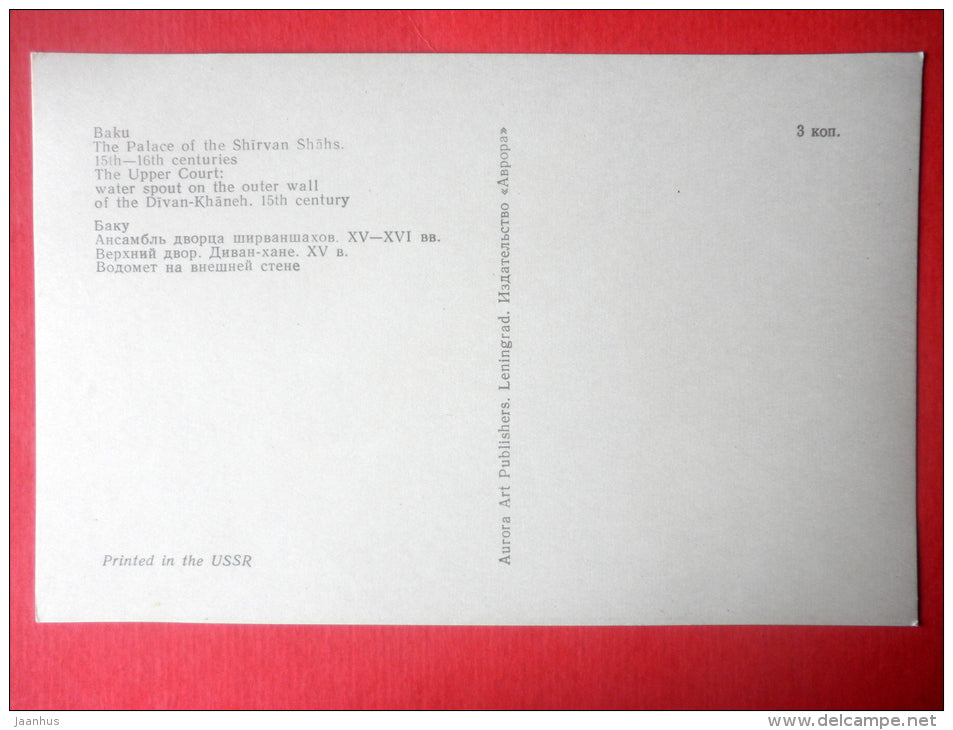 Baku
The Palace of the Shīrvan Shāhs.
15th—16th centuries
The Upper Court:
water spout on the outer wall
of the Dīvan-Ḳhāneh. 15th century
Баку
Ансамбль дворца ширваншахов. XV—XVI вв.
Верхний двор. Диван-хане. XV в.
Водомет на внешней стене
Printed in the USSR
Aurora Art Publishers. Leningrad. Издательство «Аврора»
3 коп.
Jaanhus
www.delcampe.net